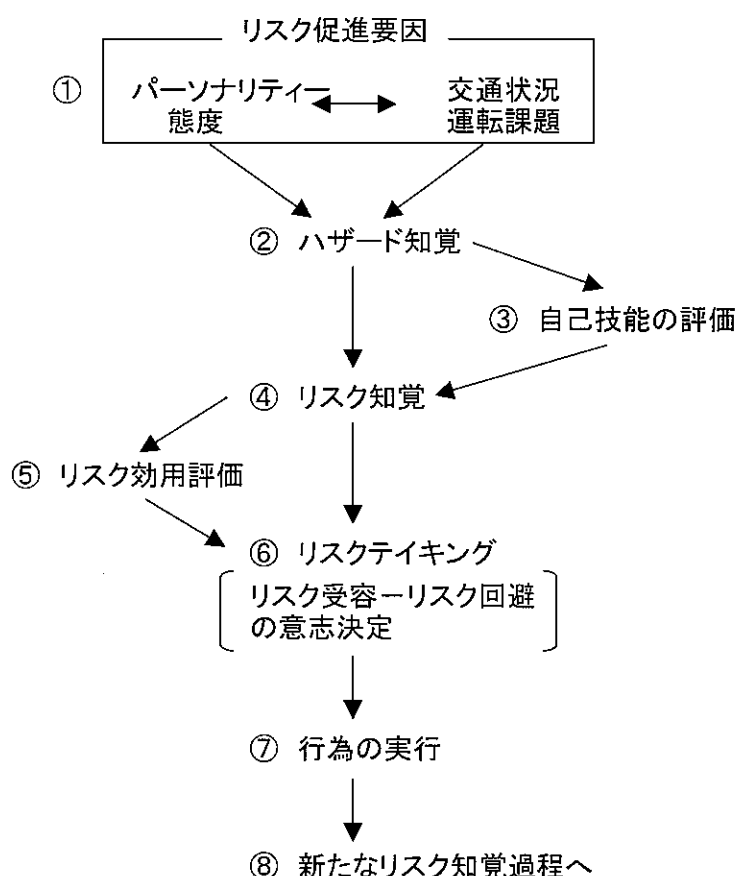 リスク促進要因
① パーソナリティー 交通状況
態度 運転課題
② ハザード知覚
③ 自己技能の評価
④ リスク知覚
⑤ リスク効用評価
⑥ リスクテイキング
リスク受容ーリスク回避
の意志決定
⑦ 行為の実行
⑧ 新たなリスク知覚過程へ